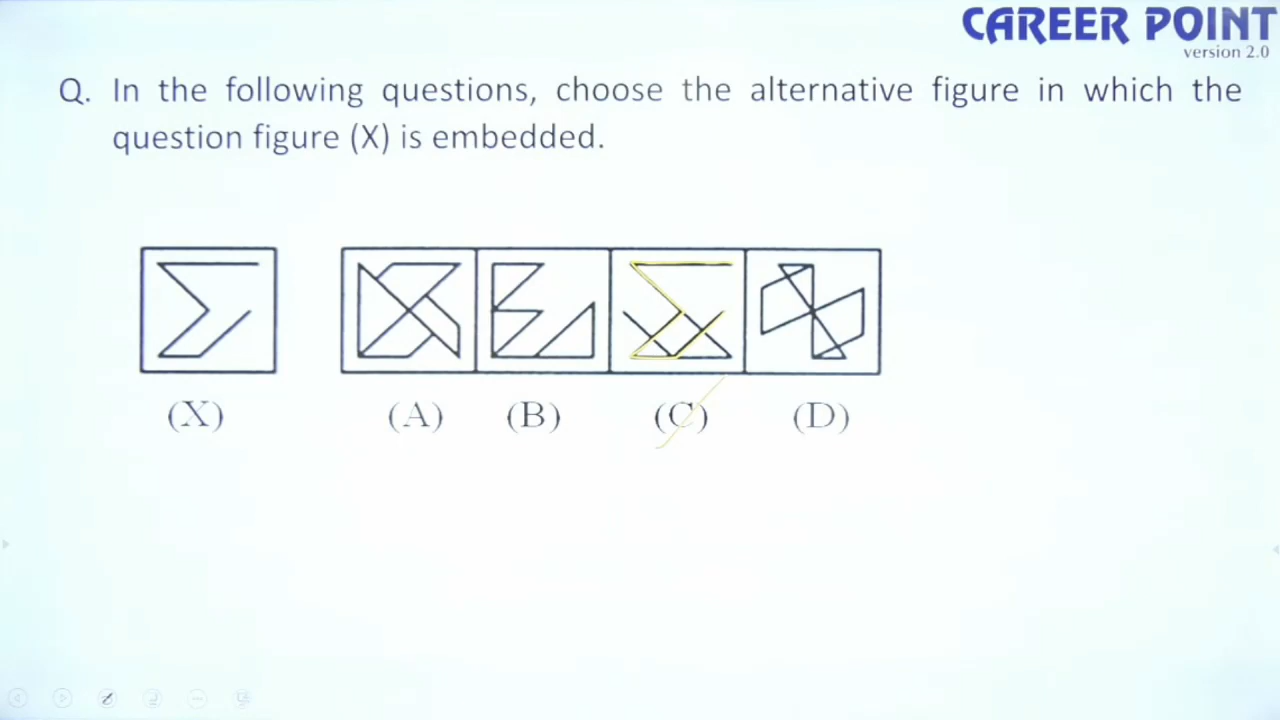 CAREER POINT
version 2.0
Q. In the following questions, choose the alternative figure in which the
question figure (X) is embedded.
(X) (A) (B) (C) (D)